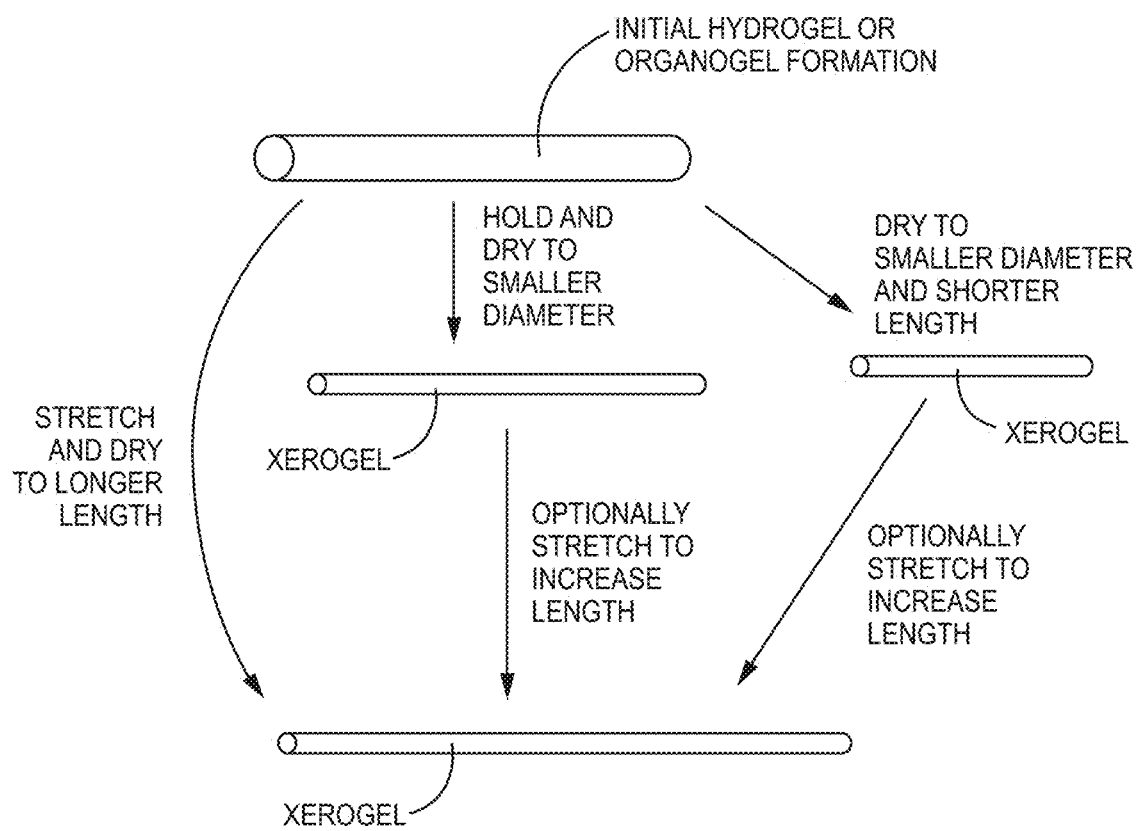 INITIAL HYDROGEL OR
ORGANOGEL FORMATION
HOLD AND
DRY TO
SMALLER
DIAMETER
DRY TO
SMALLER DIAMETER
AND SHORTER
LENGTH
XEROGEL
XEROGEL
STRETCH
AND DRY
TO LONGER
LENGTH
OPTIONALLY
STRETCH TO
INCREASE
LENGTH
OPTIONALLY
STRETCH TO
INCREASE
LENGTH
XEROGEL